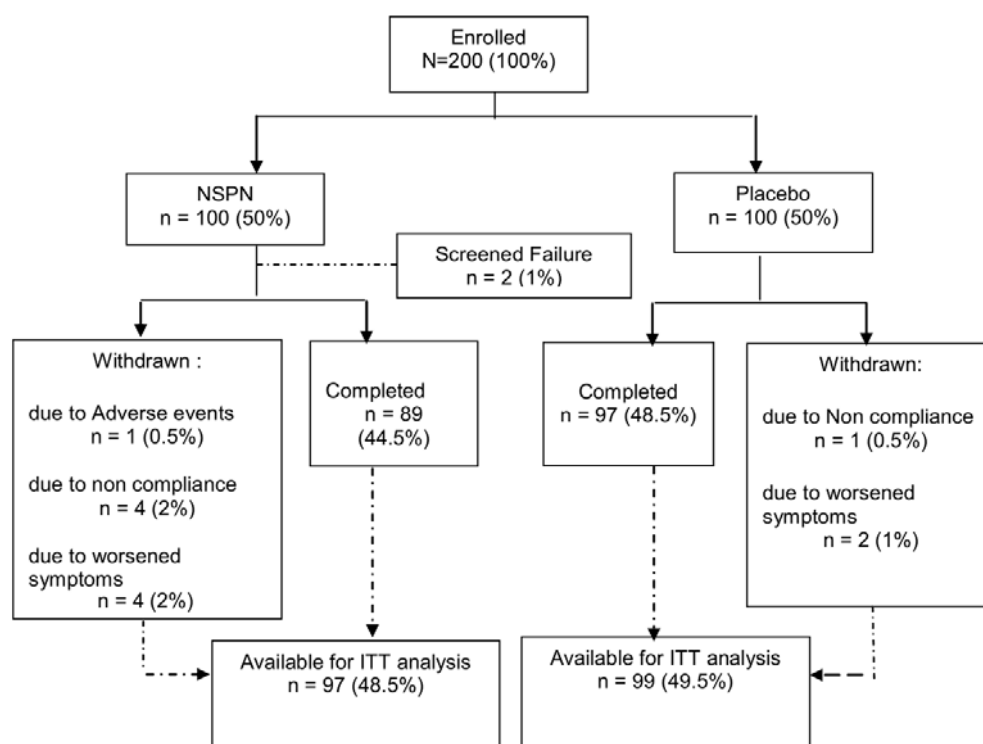 Enrolled
N=200 (100%)
NSPN
n = 100 (50%)
Placebo
n = 100 (50%)
Screened Failure
n = 2 (1%)
Withdrawn :
due to Adverse events
n = 1 (0.5%)
due to non compliance
n = 4 (2%)
due to worsened
symptoms
n = 4 (2%)
Completed
n = 89
(44.5%)
Completed
n = 97 (48.5%)
Withdrawn:
due to Non compliance
n = 1 (0.5%)
due to worsened
symptoms
n = 2 (1%)
Available for ITT analysis
n = 97 (48.5%)
Available for ITT analysis
n = 99 (49.5%)